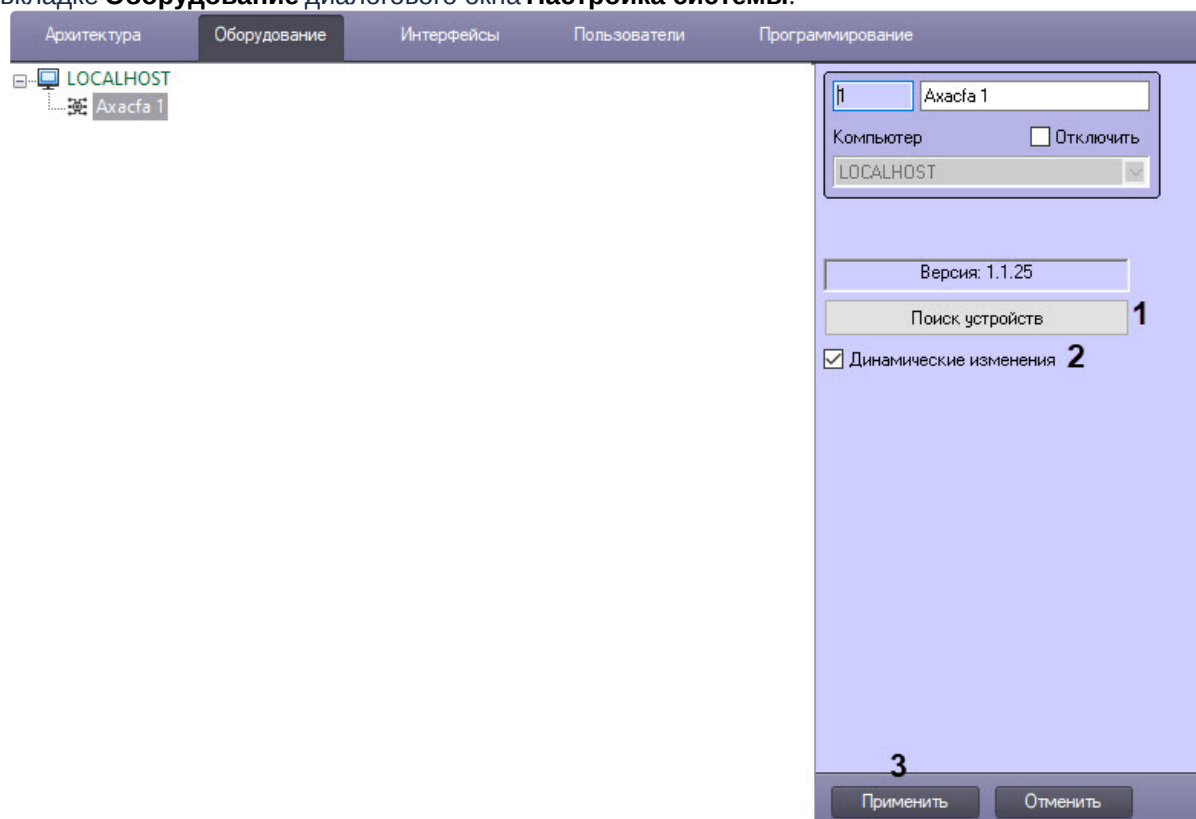 вкладке Оборудование диалогового окна Настройка системы.
Архитектура Оборудование Интерфейсы Пользователи Программирование
LOCALHOST
Axacfa 1
1 Axacfa 1
Компьютер Отключить
LOCALHOST
Версия: 1.1.25
Поиск устройств 1
Динамические изменения 2
3
Применить Отменить